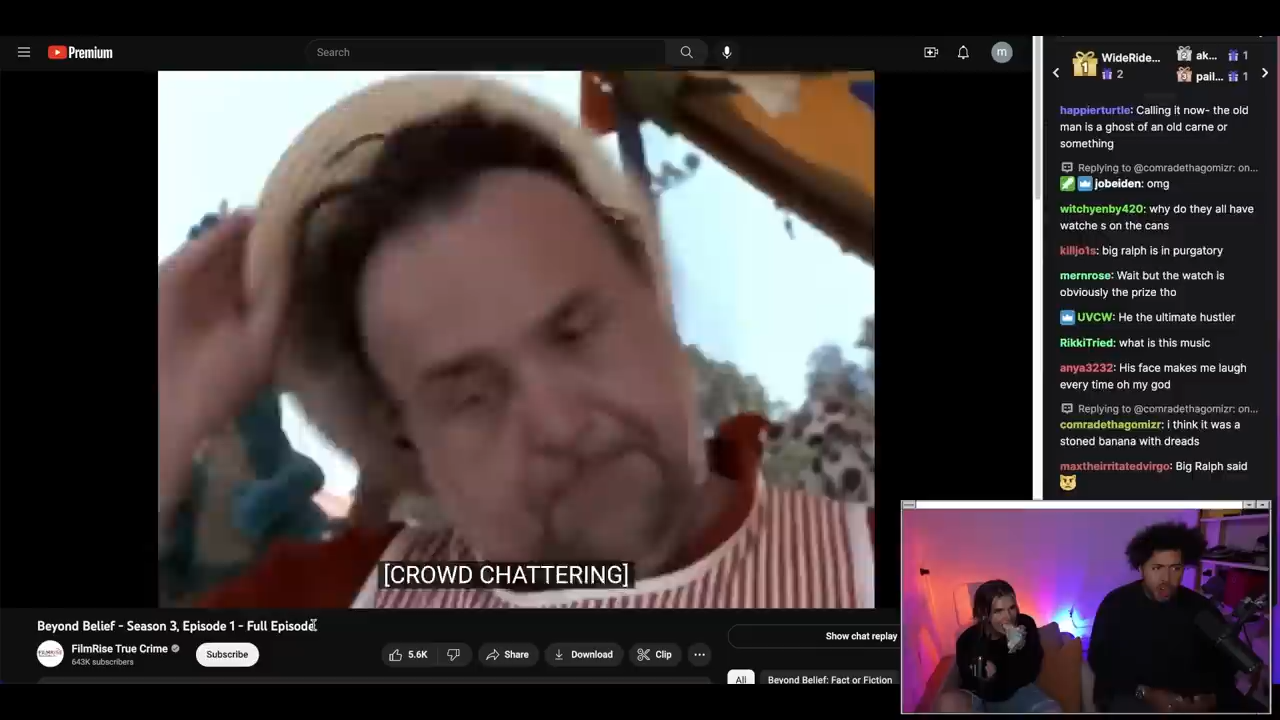 Premium
Search
m
[CROWD CHATTERING]
Beyond Belief - Season 3, Episode 1 - Full Episode
FILMRISE
FilmRise True Crime
643K subscribers
Subscribe
5.6K
Share
Download
Clip
Show chat replay
All
Beyond Belief: Fact or Fiction
1
WideRide...
2
2
ak...
1
3
pail...
1
happierturtle: Calling it now- the old
man is a ghost of an old carne or
something
Replying to @comradethagomizr: on...
jobeiden: omg
witchyenby420: why do they all have
watche s on the cans
killjo1s: big ralph is in purgatory
mernrose: Wait but the watch is
obviously the prize tho
UVCW: He the ultimate hustler
RikkiTried: what is this music
anya3232: His face makes me laugh
every time oh my god
Replying to @comradethagomizr: on...
comradethagomizr: i think it was a
stoned banana with dreads
maxtheirritatedvirgo: Big Ralph said